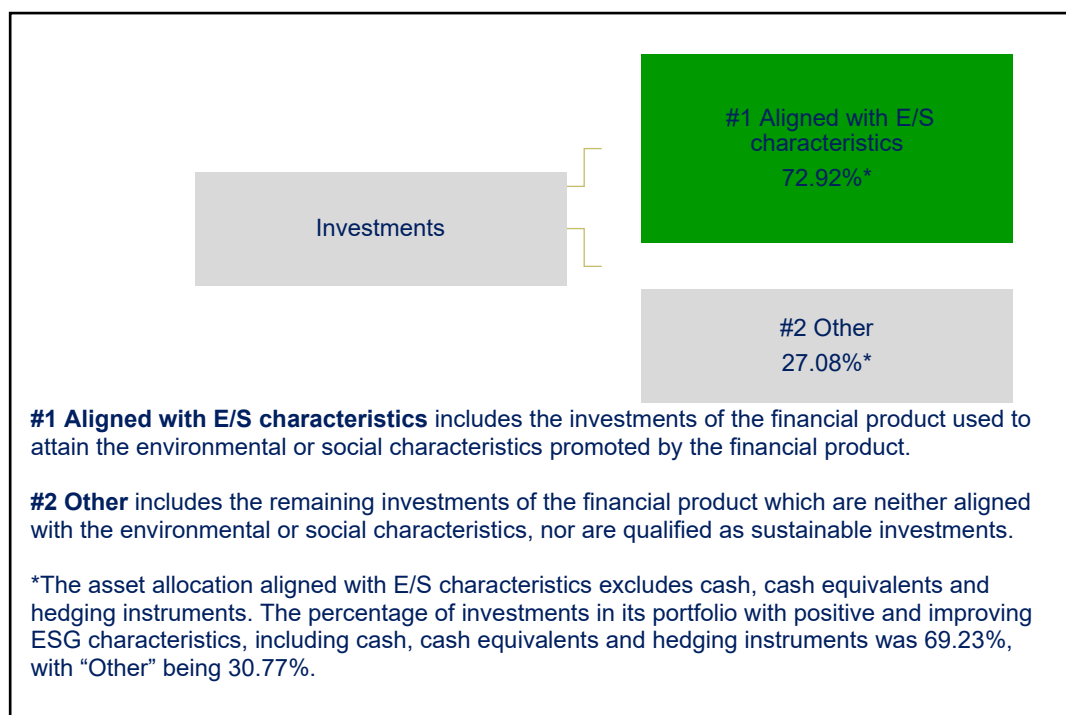 #1 Aligned with E/S
characteristics
72.92%*
Investments
#2 Other
27.08%*
#1 Aligned with E/S characteristics includes the investments of the financial product used to
attain the environmental or social characteristics promoted by the financial product.
#2 Other includes the remaining investments of the financial product which are neither aligned
with the environmental or social characteristics, nor are qualified as sustainable investments.
*The asset allocation aligned with E/S characteristics excludes cash, cash equivalents and
hedging instruments. The percentage of investments in its portfolio with positive and improving
ESG characteristics, including cash, cash equivalents and hedging instruments was 69.23%,
with “Other” being 30.77%.